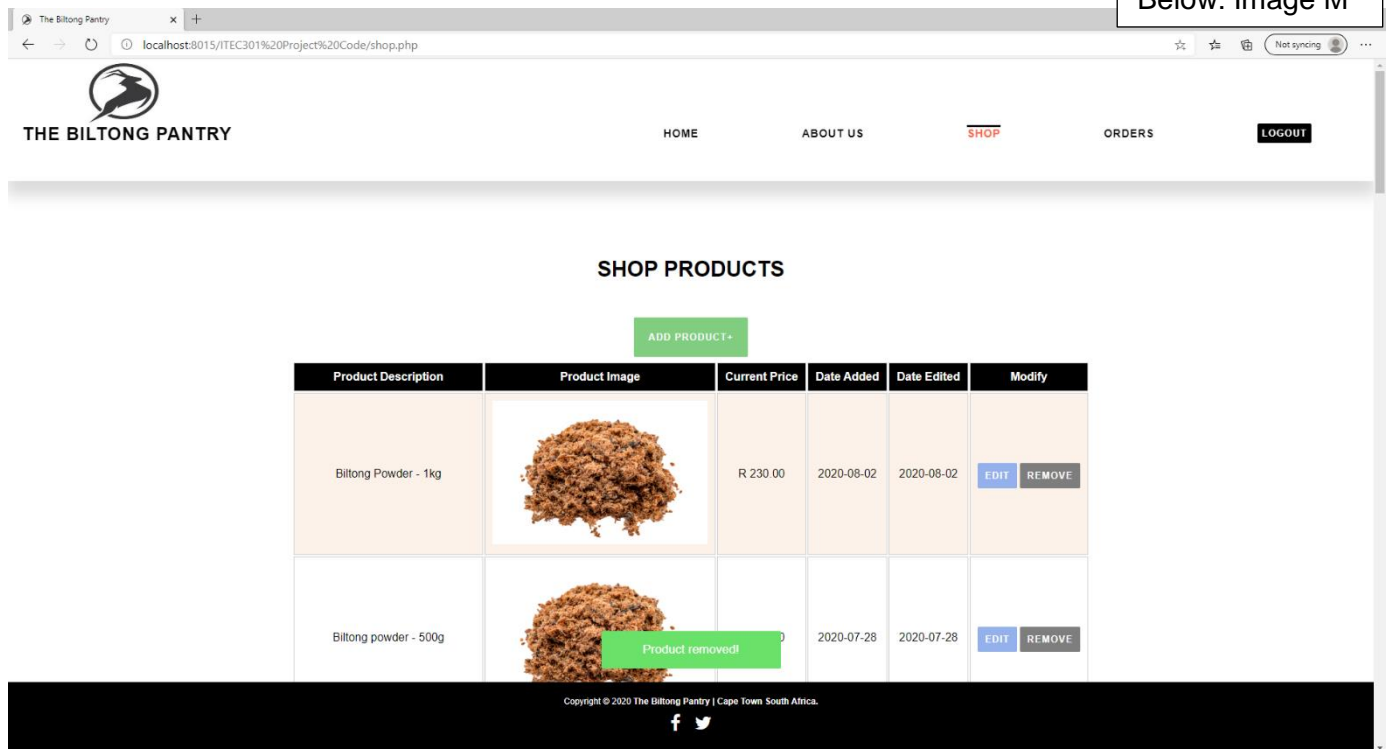 Below: Image M
The Biltong Pantry
localhost:8015/ITEC301%20Project%20Code/shop.php
Not syncing
THE BILTONG PANTRY
HOME ABOUT US SHOP ORDERS LOGOUT
SHOP PRODUCTS
ADD PRODUCT+
Product Description Product Image Current Price Date Added Date Edited Modify
Biltong Powder - 1kg R 230.00 2020-08-02 2020-08-02 EDIT REMOVE
Biltong powder - 500g 2020-07-28 2020-07-28 EDIT REMOVE
Product removed!
Copyright © 2020 The Biltong Pantry | Cape Town South Africa.